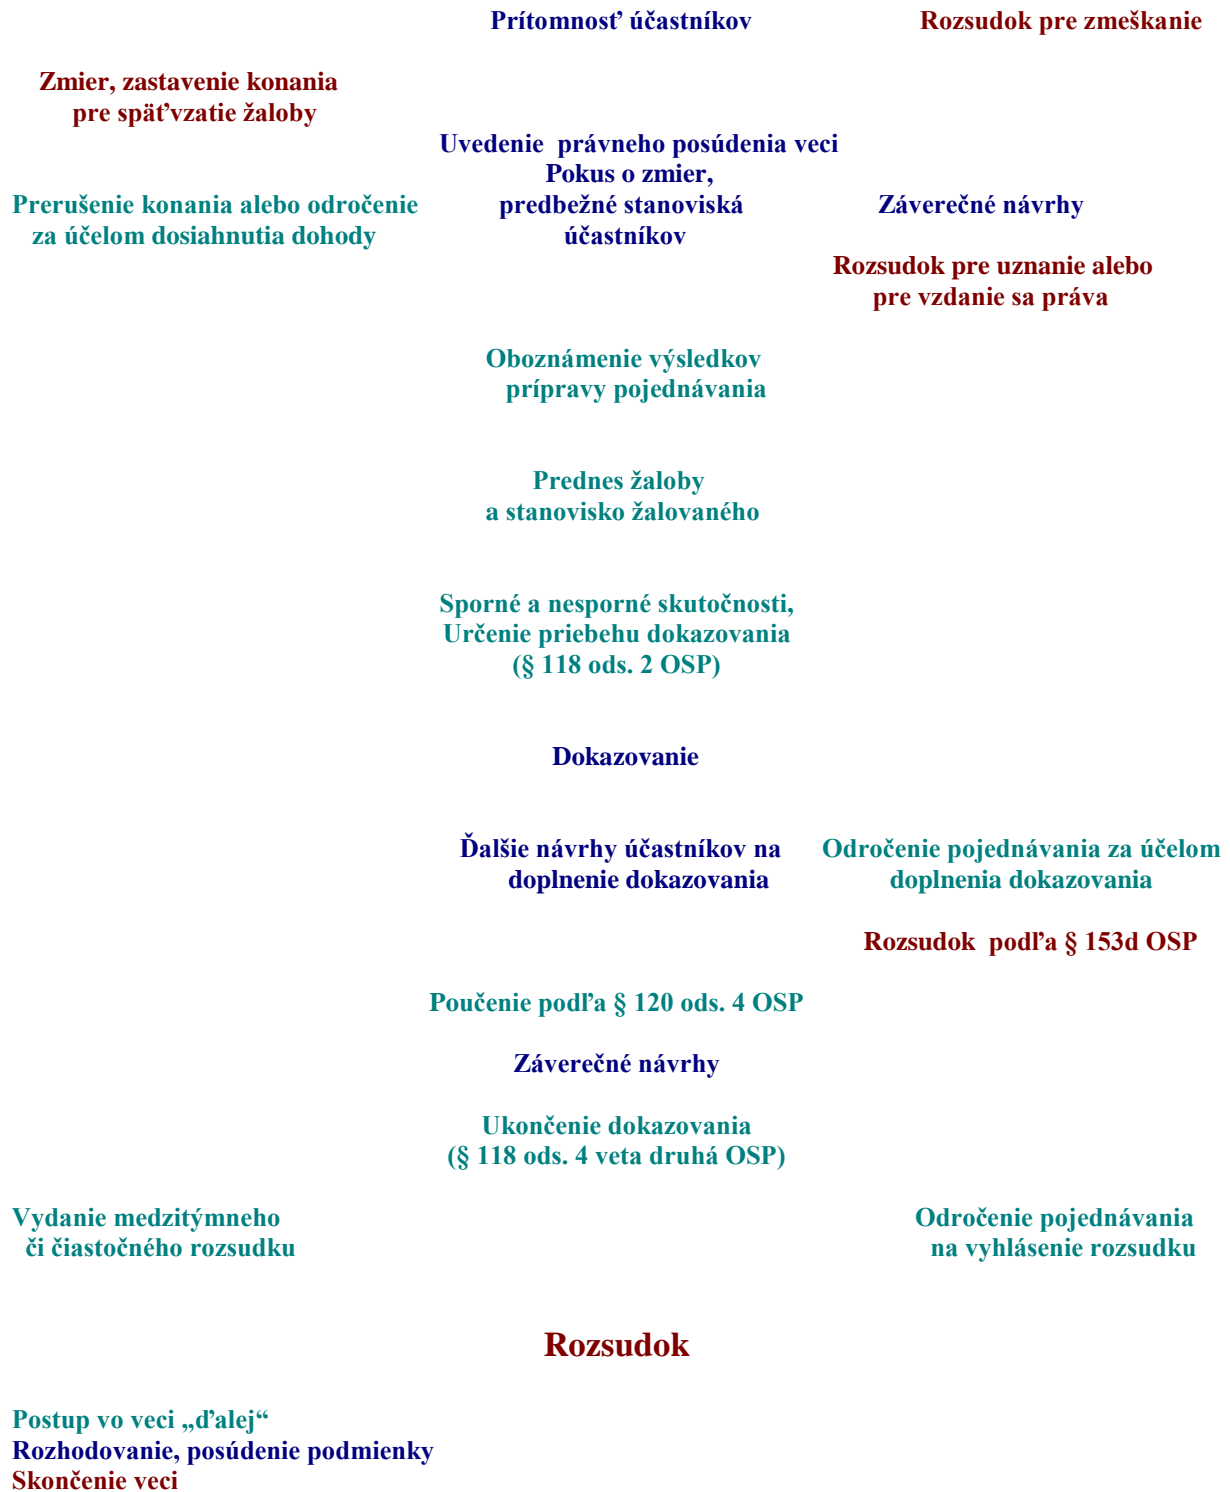 Prítomnosť účastníkov
Rozsudok pre zmeškanie
Zmier, zastavenie konania
pre späťvzatie žaloby
Uvedenie právneho posúdenia veci
Pokus o zmier,
predbežné stanoviská
účastníkov
Prerušenie konania alebo odročenie
za účelom dosiahnutia dohody
Záverečné návrhy
Rozsudok pre uznanie alebo
pre vzdanie sa práva
Oboznámenie výsledkov
prípravy pojednávania
Prednes žaloby
a stanovisko žalovaného
Sporné a nesporné skutočnosti,
Určenie priebehu dokazovania
(§ 118 ods. 2 OSP)
Dokazovanie
Ďalšie návrhy účastníkov na
doplnenie dokazovania
Odročenie pojednávania za účelom
doplnenia dokazovania
Rozsudok podľa § 153d OSP
Poučenie podľa § 120 ods. 4 OSP
Záverečné návrhy
Ukončenie dokazovania
(§ 118 ods. 4 veta druhá OSP)
Vydanie medzitýmneho
či čiastočného rozsudku
Odročenie pojednávania
na vyhlásenie rozsudku
Rozsudok
Postup vo veci „ďalej“
Rozhodovanie, posúdenie podmienky
Skončenie veci